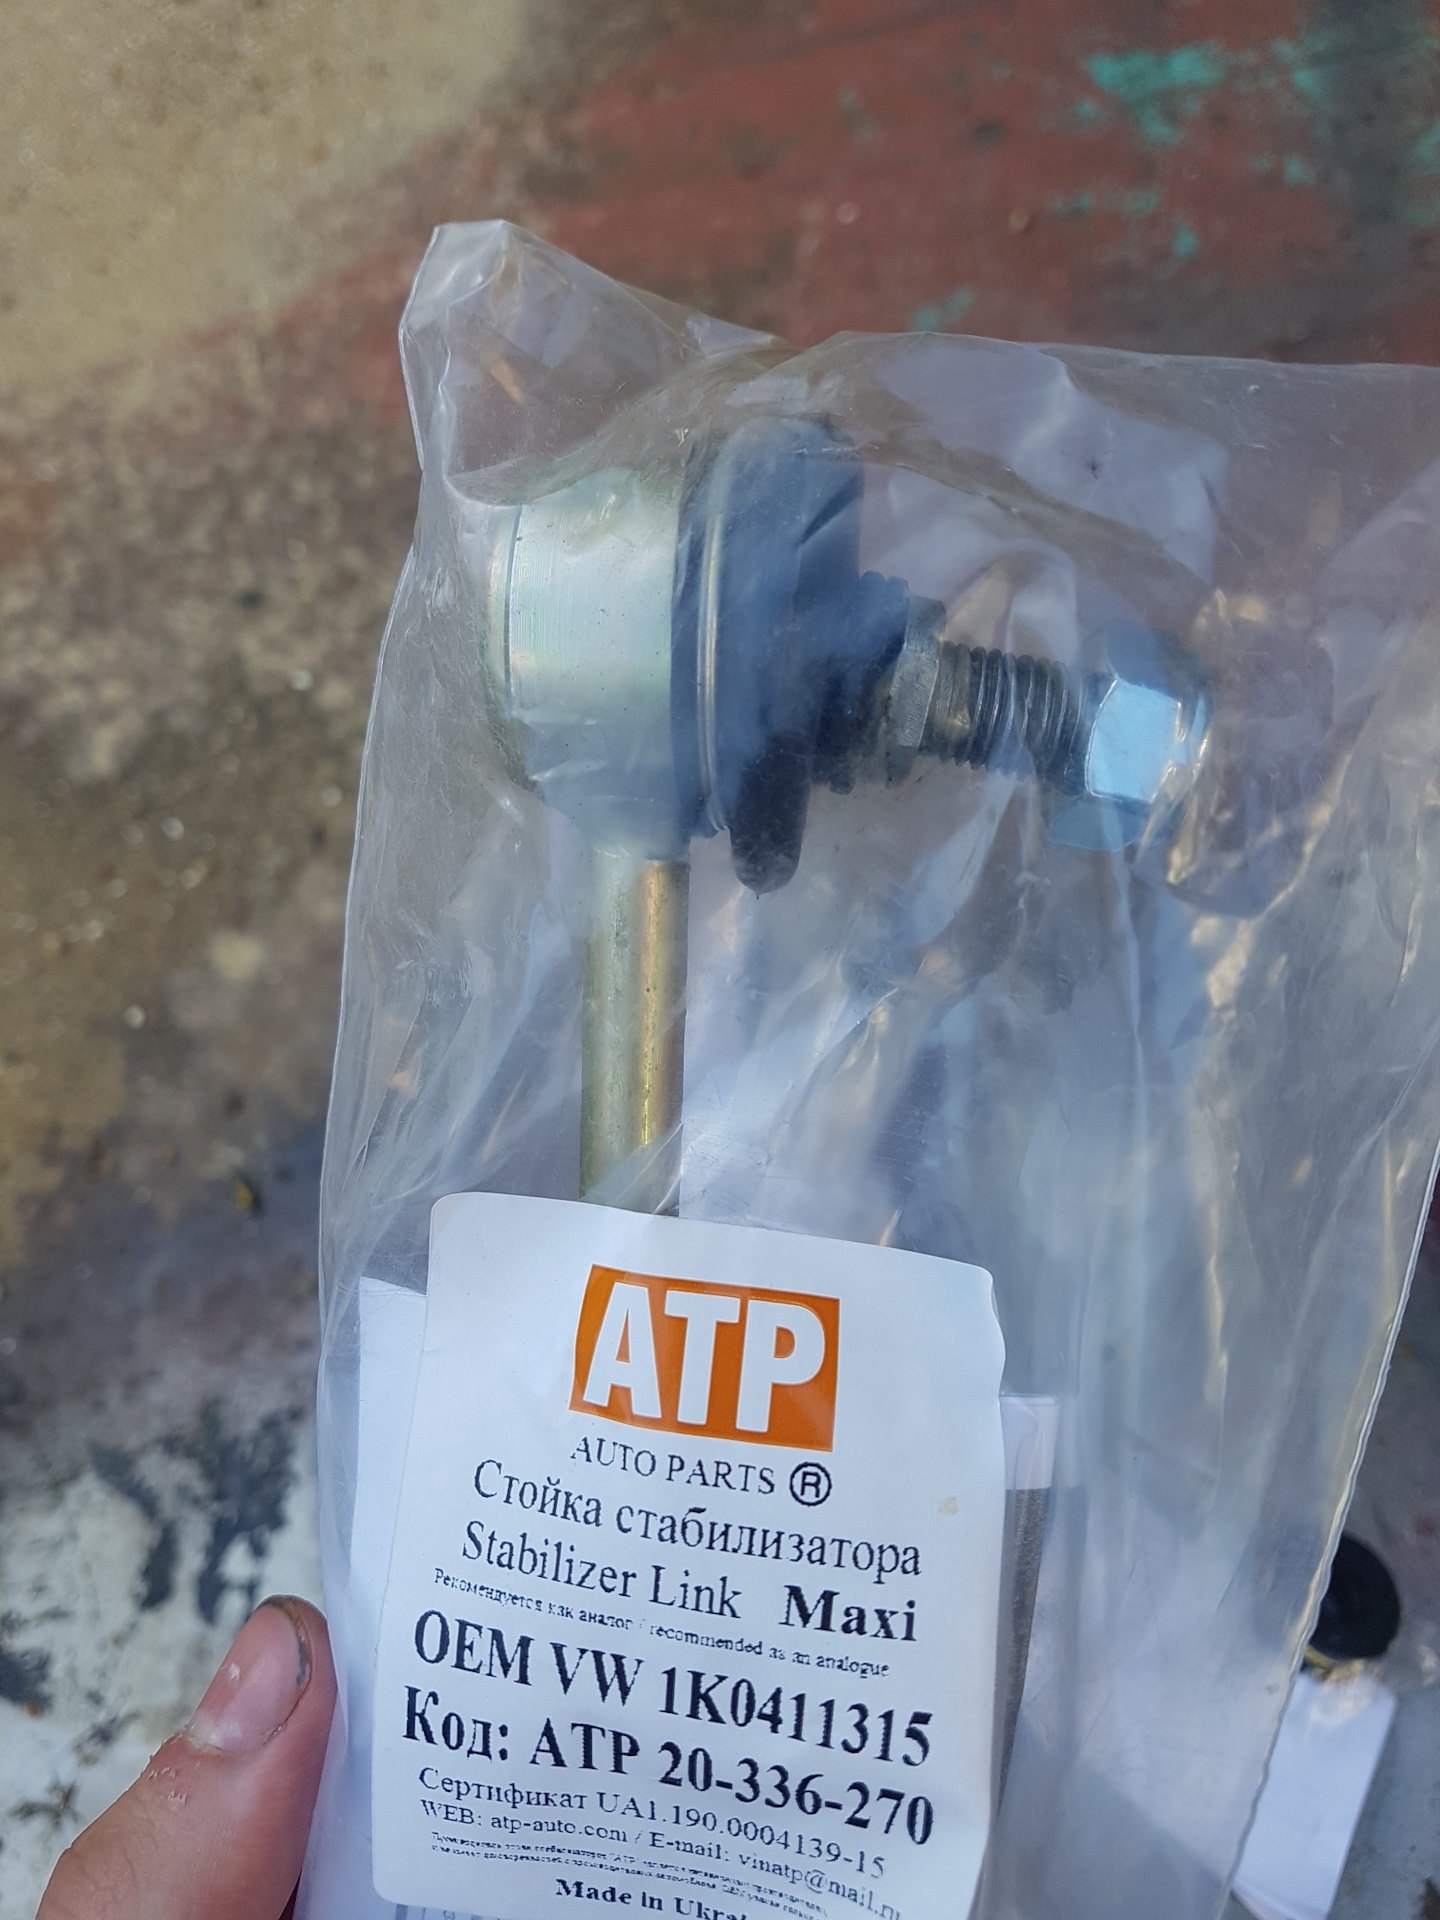 ATP
AUTO PARTS ®
Стойка стабилизатора
Stabilizer Link Maxi
Рекомендуется как аналог / recommended as an analogue
OEM VW 1K0411315
Код: ATP 20-336-270
Сертификат UA1.190.0004139-15
WEB: atp-auto.com / E-mail: vinatp@mail.ru
Made in